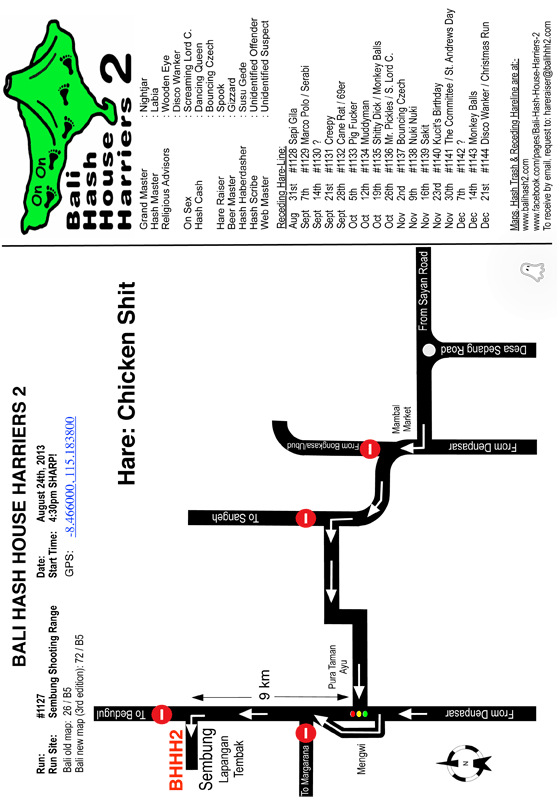 BALI HASH HOUSE HARRIERS 2
Run: #1127
Run Site: Sembung Shooting Range
Bali old map: 26 / B5
Bali new map (3rd edition): 72 / B5
Date: August 24th, 2013
Start Time: 4:30pm SHARP!
GPS: -8.466000, 115.183800
Hare: Chicken Shit
To Bedugul
BHHH2
Sembung
Lapangan
Tembak
9 km
To Margarana
Mengwi
From Denpasar
Pura Taman
Ayu
To Sangeh
From Bongkasa/Ubud
Mambal
Market
From Denpasar
From Sayan Road
Desa Sedang Road
N
On On
Bali
Hash
House
Harriers 2
Grand Master : Nightjar
Hash Master : Labia
Religious Advisors : Wooden Eye
: Disco Wanker
On Sex : Screaming Lord C.
Hash Cash : Dancing Queen
: Bouncing Czech
Hare Raiser : Spook
Beer Master : Gizzard
Hash Haberdasher : Susu Gede
Hash Scribe : Unidentified Offender
Web Master : Unidentified Suspect
Receding Hare-Line:
Aug 31st #1128 Sapi Gila
Sept 7th #1129 Marco Polo / Serabi
Sept 14th #1130 ?
Sept 21st #1131 Creepy
Sept 28th #1132 Cane Rat / 69er
Oct 5th #1133 Pig Fucker
Oct 12th #1134 Muddyman
Oct 19th #1135 Shitty Dick / Monkey Balls
Oct 26th #1136 Mr. Pickles / S. Lord C.
Nov 2nd #1137 Bouncing Czech
Nov 9th #1138 Nuki Nuki
Nov 16th #1139 Sakit
Nov 23rd #1140 Kucit's Birthday
Nov 30th #1141 The Committee / St. Andrews Day
Dec 7th #1142 ?
Dec 14th #1143 Monkey Balls
Dec 21st #1144 Disco Wanker / Christmas Run
Maps, Hash Trash & Receding Hareline are at:
www.balihash2.com
www.facebook.com/pages/Bali-Hash-House-Harriers-2
To receive by email, request to: hareraiser@balihhh2.com